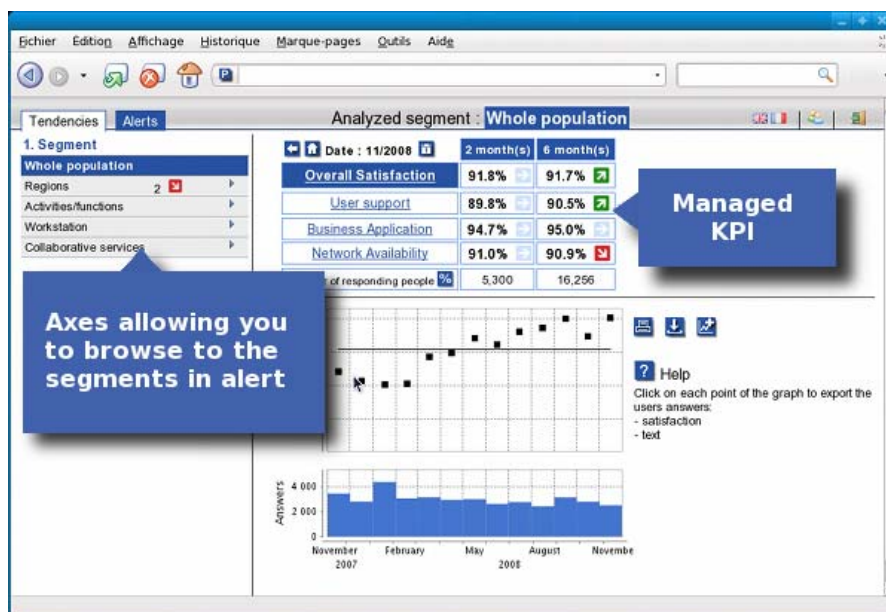 Fichier Édition Affichage Historique Marque-pages Outils Aide
Tendencies Alerts
Analyzed segment : Whole population
1. Segment
Whole population
Regions 2
Activities/functions
Workstation
Collaborative services
Date : 11/2008 2 month(s) 6 month(s)
Overall Satisfaction 91.8% 91.7%
User support 89.8% 90.5%
Business Application 94.7% 95.0%
Network Availability 91.0% 90.9%
of responding people % 5,300 16,256
Managed
KPI
Axes allowing you
to browse to the
segments in alert
? Help
Click on each point of the graph to export the
users answers:
- satisfaction
- text
Answers
4 000
2 000
0
November February May August Novembe
2007 2008